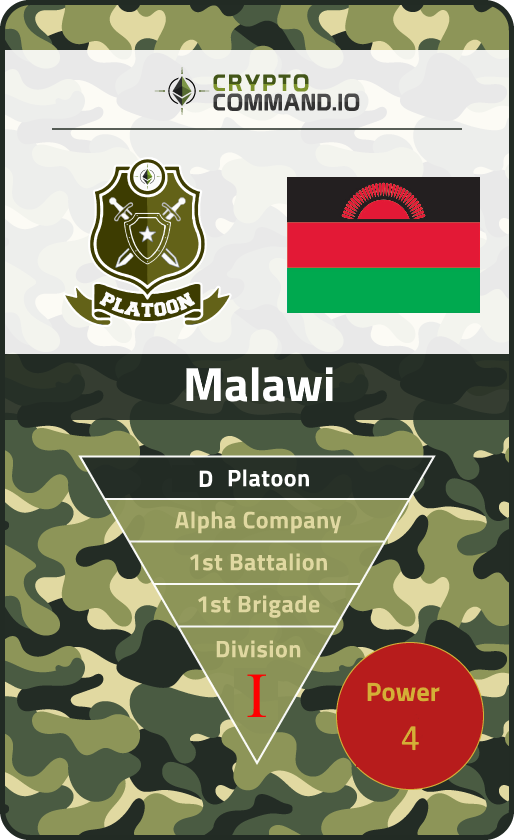 CRYPTO
COMMAND.IO
PLATOON
Malawi
D Platoon
Alpha Company
1st Battalion
1st Brigade
Division
I
Power
4